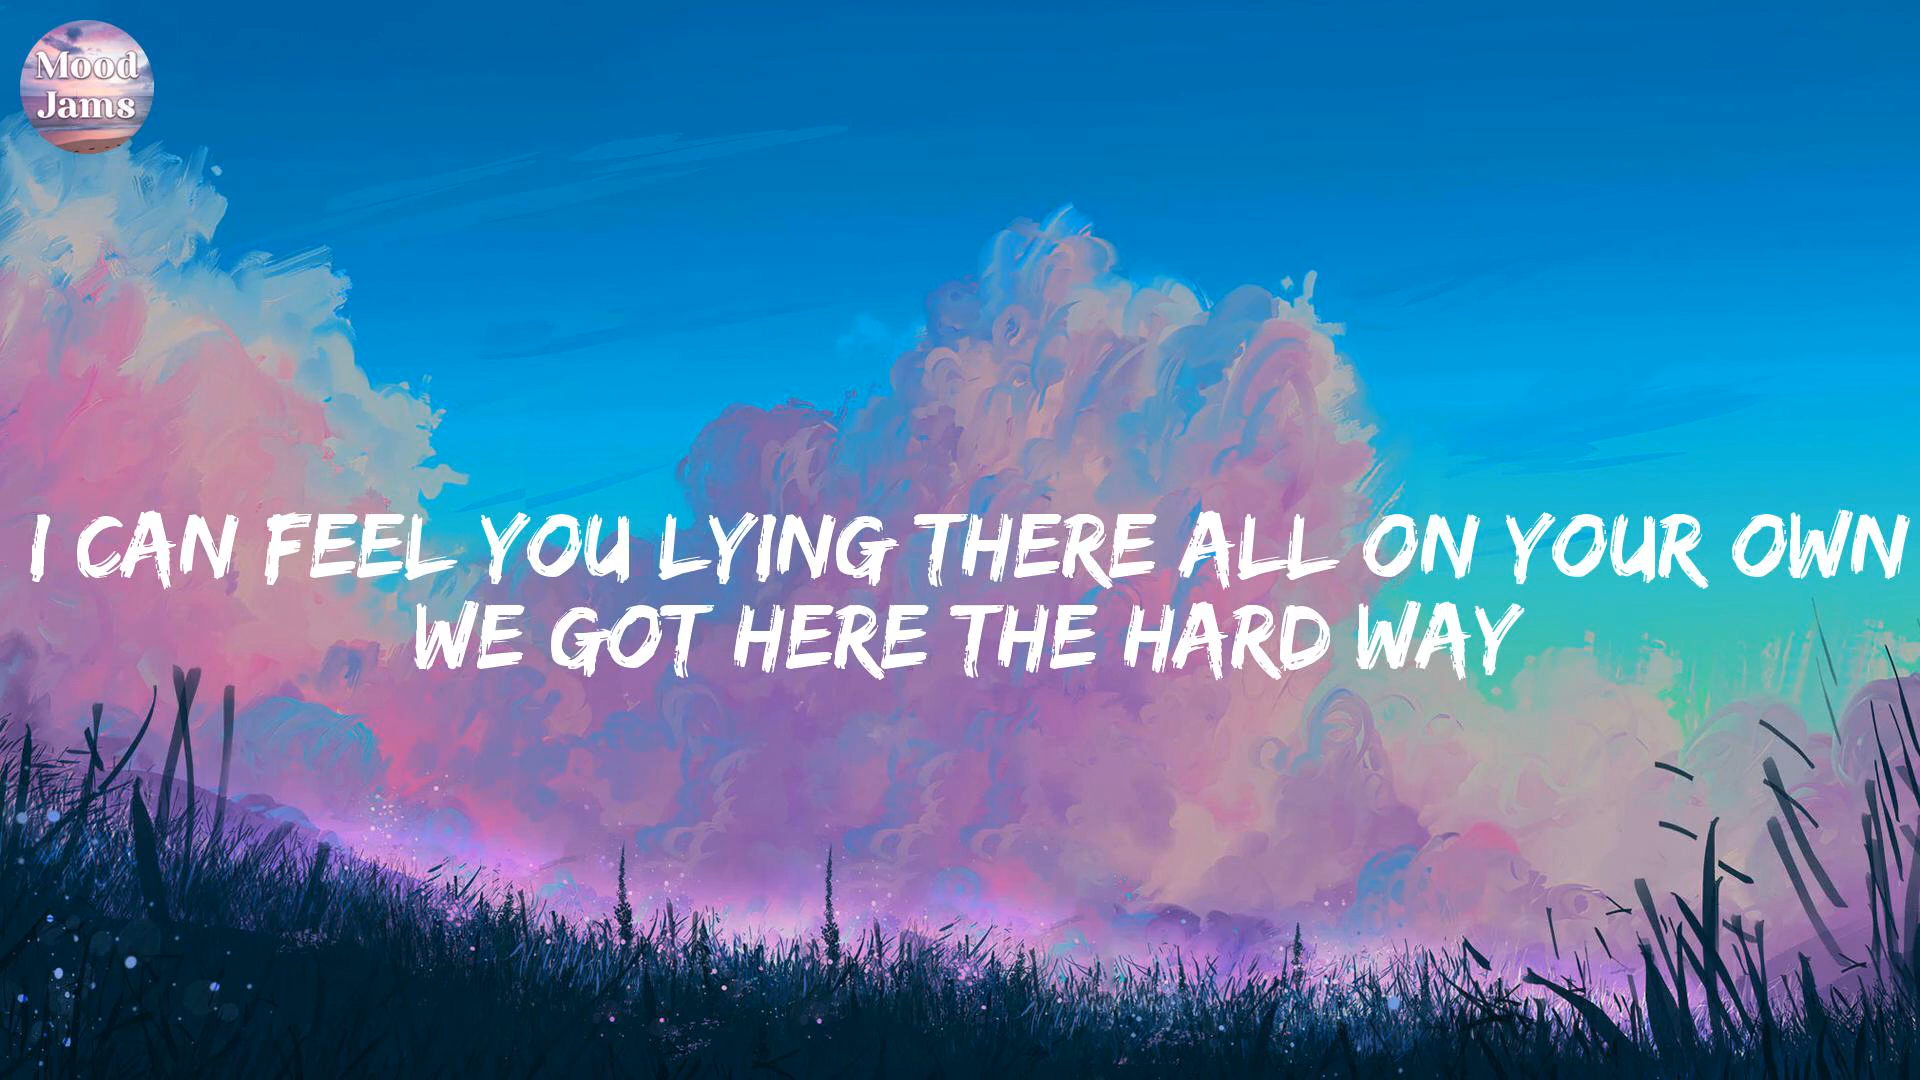 Mood
Jams
I CAN FEEL YOU LYING THERE ALL ON YOUR OWN
WE GOT HERE THE HARD WAY